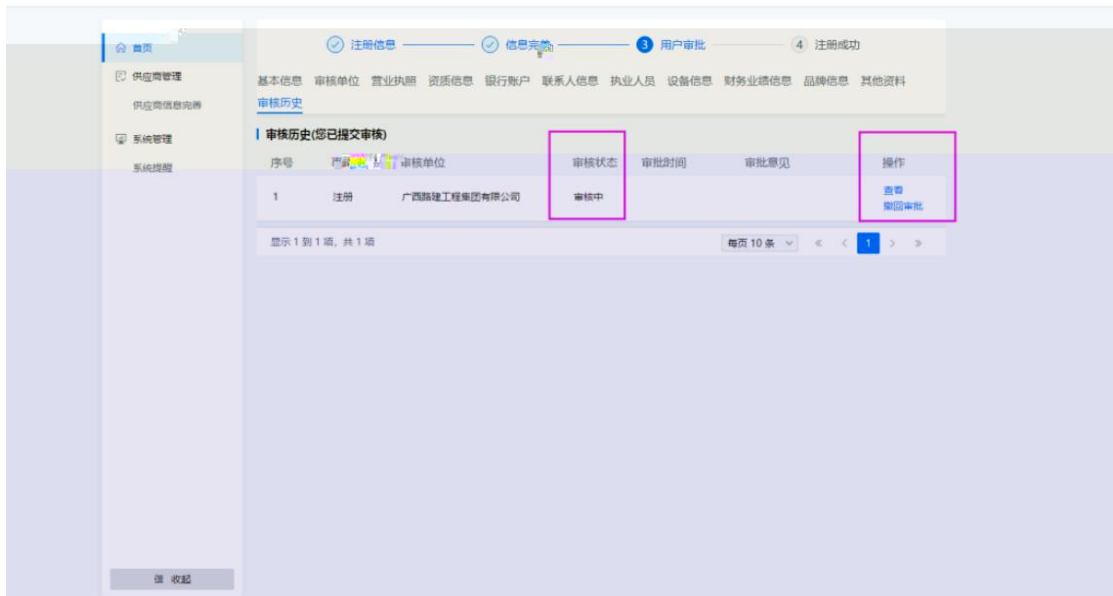 首页
供应商管理
供应商信息完善
系统管理
系统提醒
收起
注册信息 信息完善 3 用户审批 4 注册成功
基本信息 审核单位 营业执照 资质信息 银行账户 联系人信息 执业人员 设备信息 财务业绩信息 品牌信息 其他资料
审核历史
审核历史(您已提交审核)
序号 审核单位 审核状态 审批时间 审批意见 操作
1 注册 广西路建工程集团有限公司 审核中 查看
撤回审批
显示 1 到 1 项, 共 1 项 每页 10 条 « < 1 > »